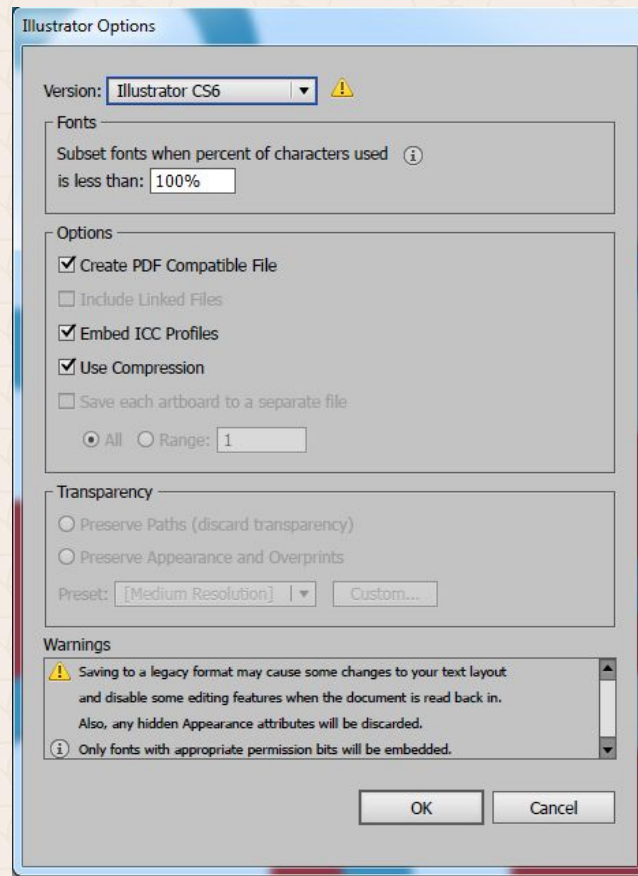 Illustrator Options
Version: Illustrator CS6
Fonts
Subset fonts when percent of characters used
is less than: 100%
Options
Create PDF Compatible File
Include Linked Files
Embed ICC Profiles
Use Compression
Save each artboard to a separate file
All Range: 1
Transparency
Preserve Paths (discard transparency)
Preserve Appearance and Overprints
Preset: [Medium Resolution] Custom...
Warnings
Saving to a legacy format may cause some changes to your text layout
and disable some editing features when the document is read back in.
Also, any hidden Appearance attributes will be discarded.
Only fonts with appropriate permission bits will be embedded.
OK Cancel